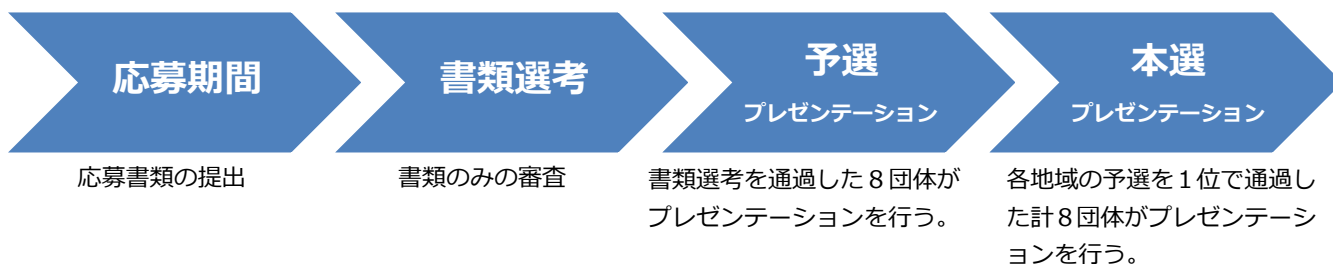 応募期間
書類選考
予選
プレゼンテーション
本選
プレゼンテーション
応募書類の提出
書類のみの審査
書類選考を通過した8団体が
プレゼンテーションを行う。
各地域の予選を1位で通過し
た計8団体がプレゼンテーシ
ョンを行う。